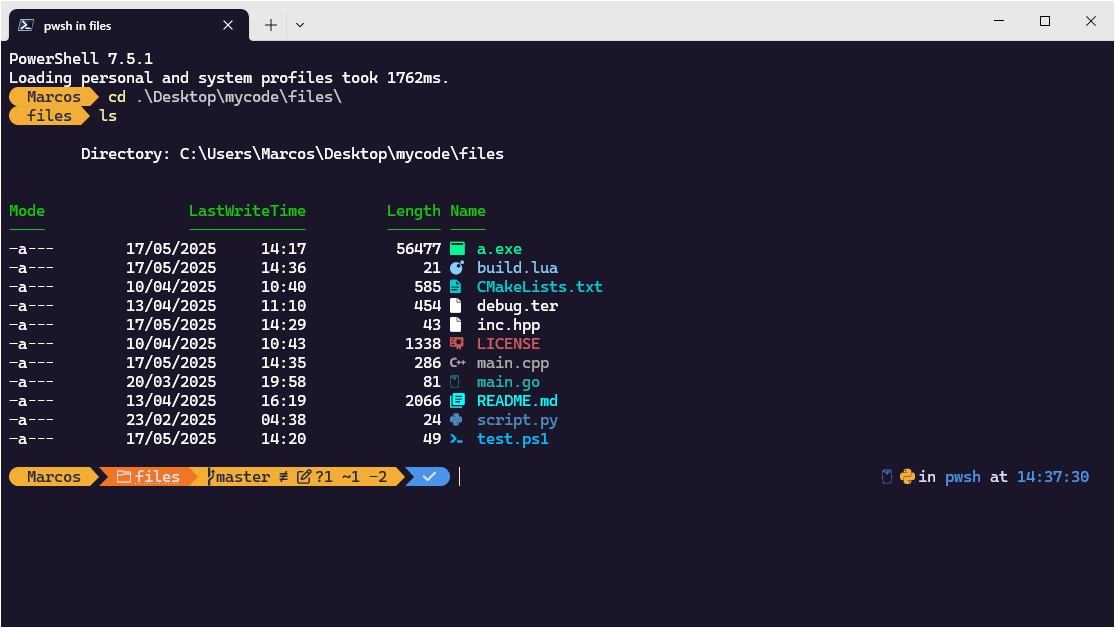 pwsh in files
PowerShell 7.5.1
Loading personal and system profiles took 1762ms.
Marcos cd .\Desktop\mycode\files\
files ls
Directory: C:\Users\Marcos\Desktop\mycode\files
Mode LastWriteTime Length Name
-a--- 17/05/2025 14:17 56477 a.exe
-a--- 17/05/2025 14:36 21 build.lua
-a--- 10/04/2025 10:40 585 CMakeLists.txt
-a--- 13/04/2025 11:10 454 debug.ter
-a--- 17/05/2025 14:29 43 inc.hpp
-a--- 10/04/2025 10:43 1338 LICENSE
-a--- 17/05/2025 14:35 286 C++ main.cpp
-a--- 20/03/2025 19:58 81 main.go
-a--- 13/04/2025 16:19 2066 README.md
-a--- 23/02/2025 04:38 24 script.py
-a--- 17/05/2025 14:20 49 test.ps1
Marcos files master ≢ ?1 ~1 -2 in pwsh at 14:37:30